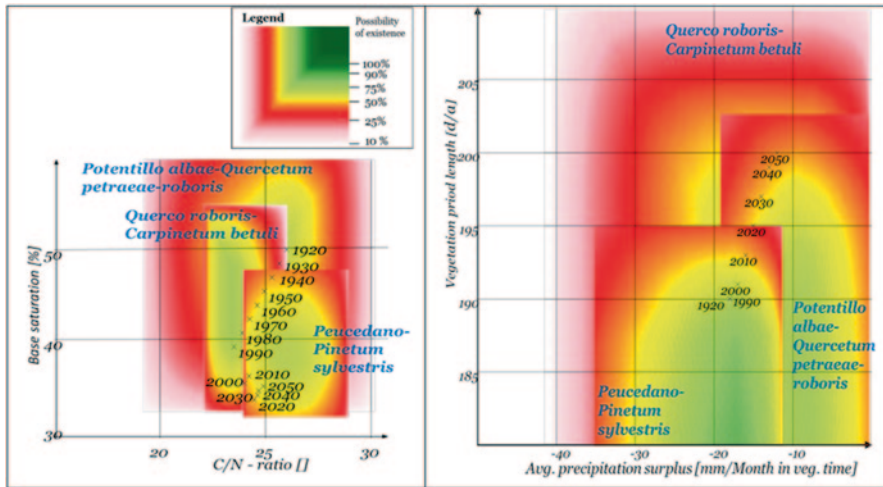 Legend
Possibility
of existence
100%
90%
75%
50%
25%
10 %
Potentillo albae-Quercetum
petraeae-roboris
Querco roboris-
Carpinetum betuli
Peucedano-
Pinetum
sylvestris
1920
1930
1940
1950
1960
1970
1980
1990
2010
2000
2050
2030
2040
2020
Base saturation [%]
50
40
30
20
25
30
C/N - ratio []
Querco roboris-
Carpinetum betuli
Vegetation priod length [d/a]
205
200
195
190
185
2050
2040
2030
2020
2010
2000
1920
1990
Potentillo
albae-
Quercetum
petraeae-
roboris
Peucedano-
Pinetum
sylvestris
-40
-30
-20
-10
Avg. precipitation surplus [mm/Month in veg. time]